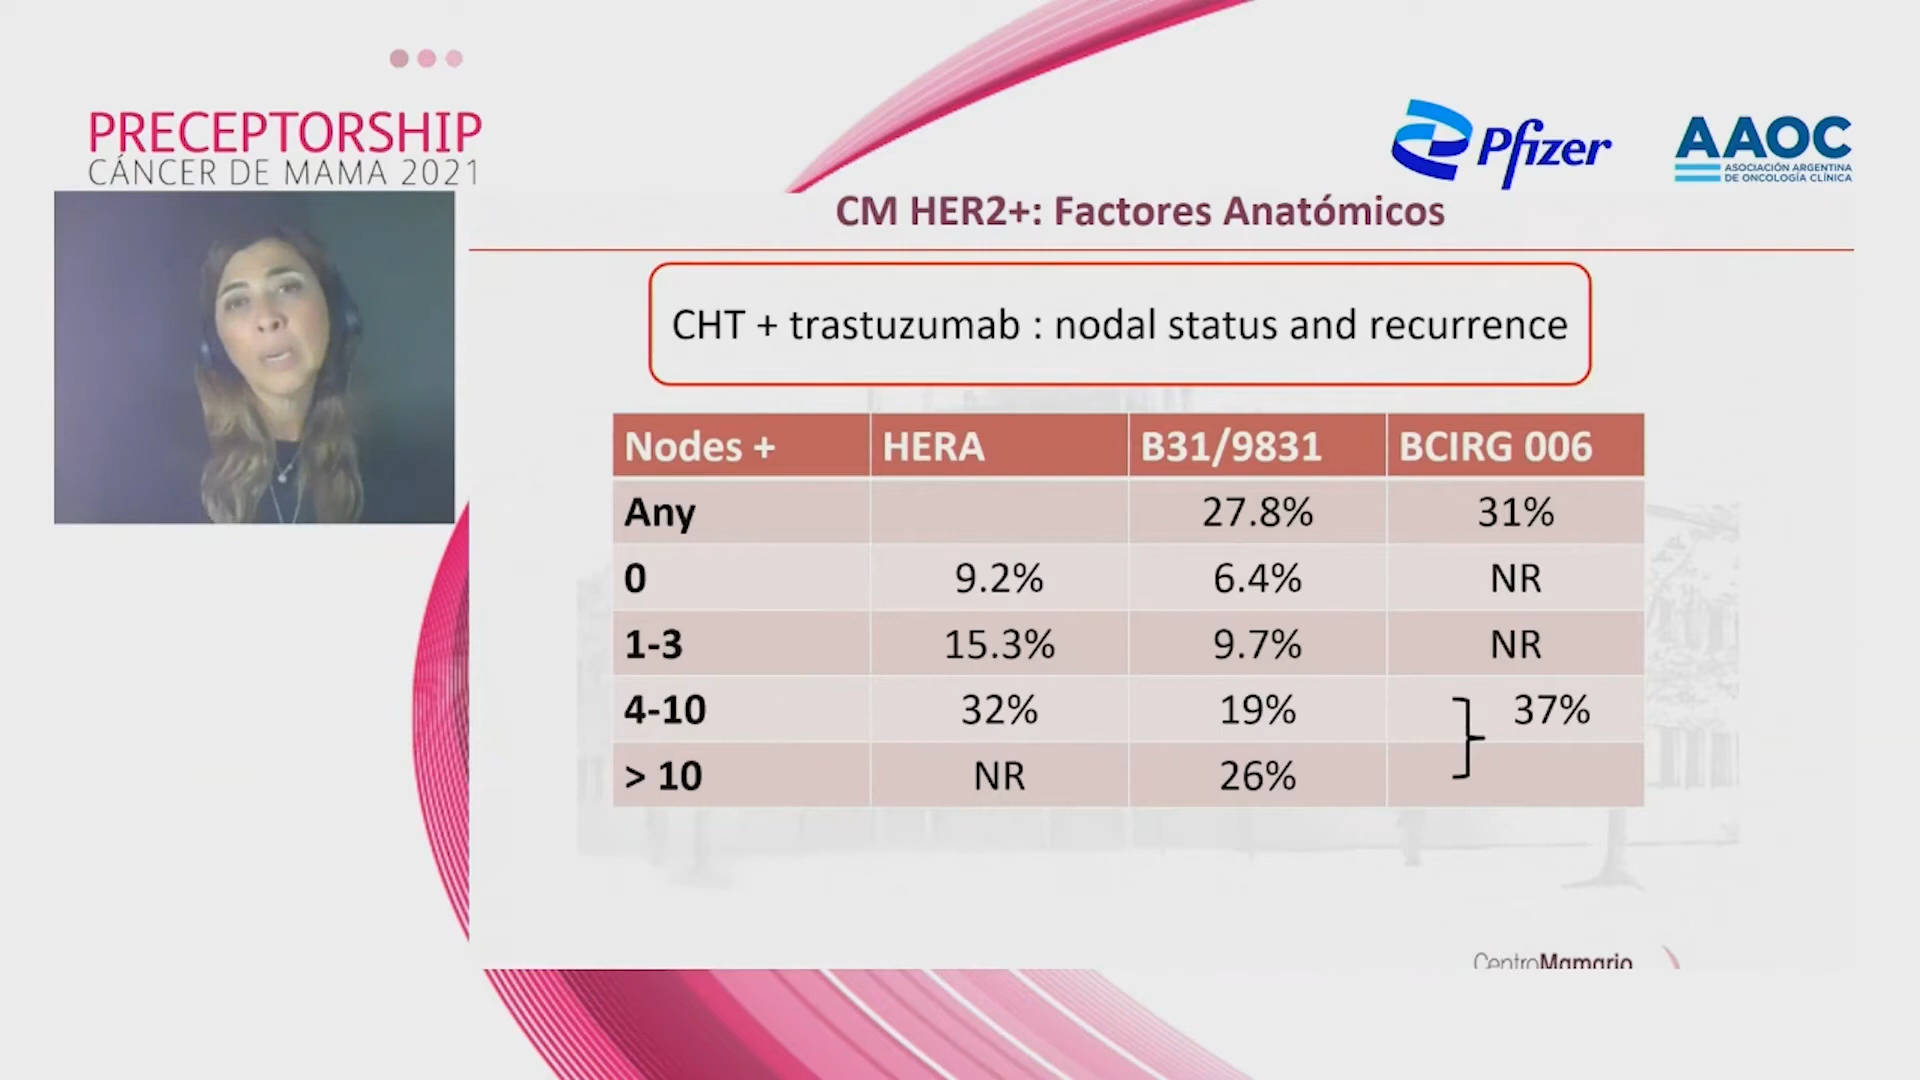 PRECEPTORSHIP
CÁNCER DE MAMA 2021
Pfizer
AAOC
ASOCIACIÓN ARGENTINA
DE ONCOLOGÍA CLÍNICA
CM HER2+: Factores Anatómicos
CHT + trastuzumab : nodal status and recurrence
Nodes + HERA B31/9831 BCIRG 006
Any 27.8% 31%
0 9.2% 6.4% NR
1-3 15.3% 9.7% NR
4-10 32% 19% 37%
> 10 NR 26%
CentroMamario